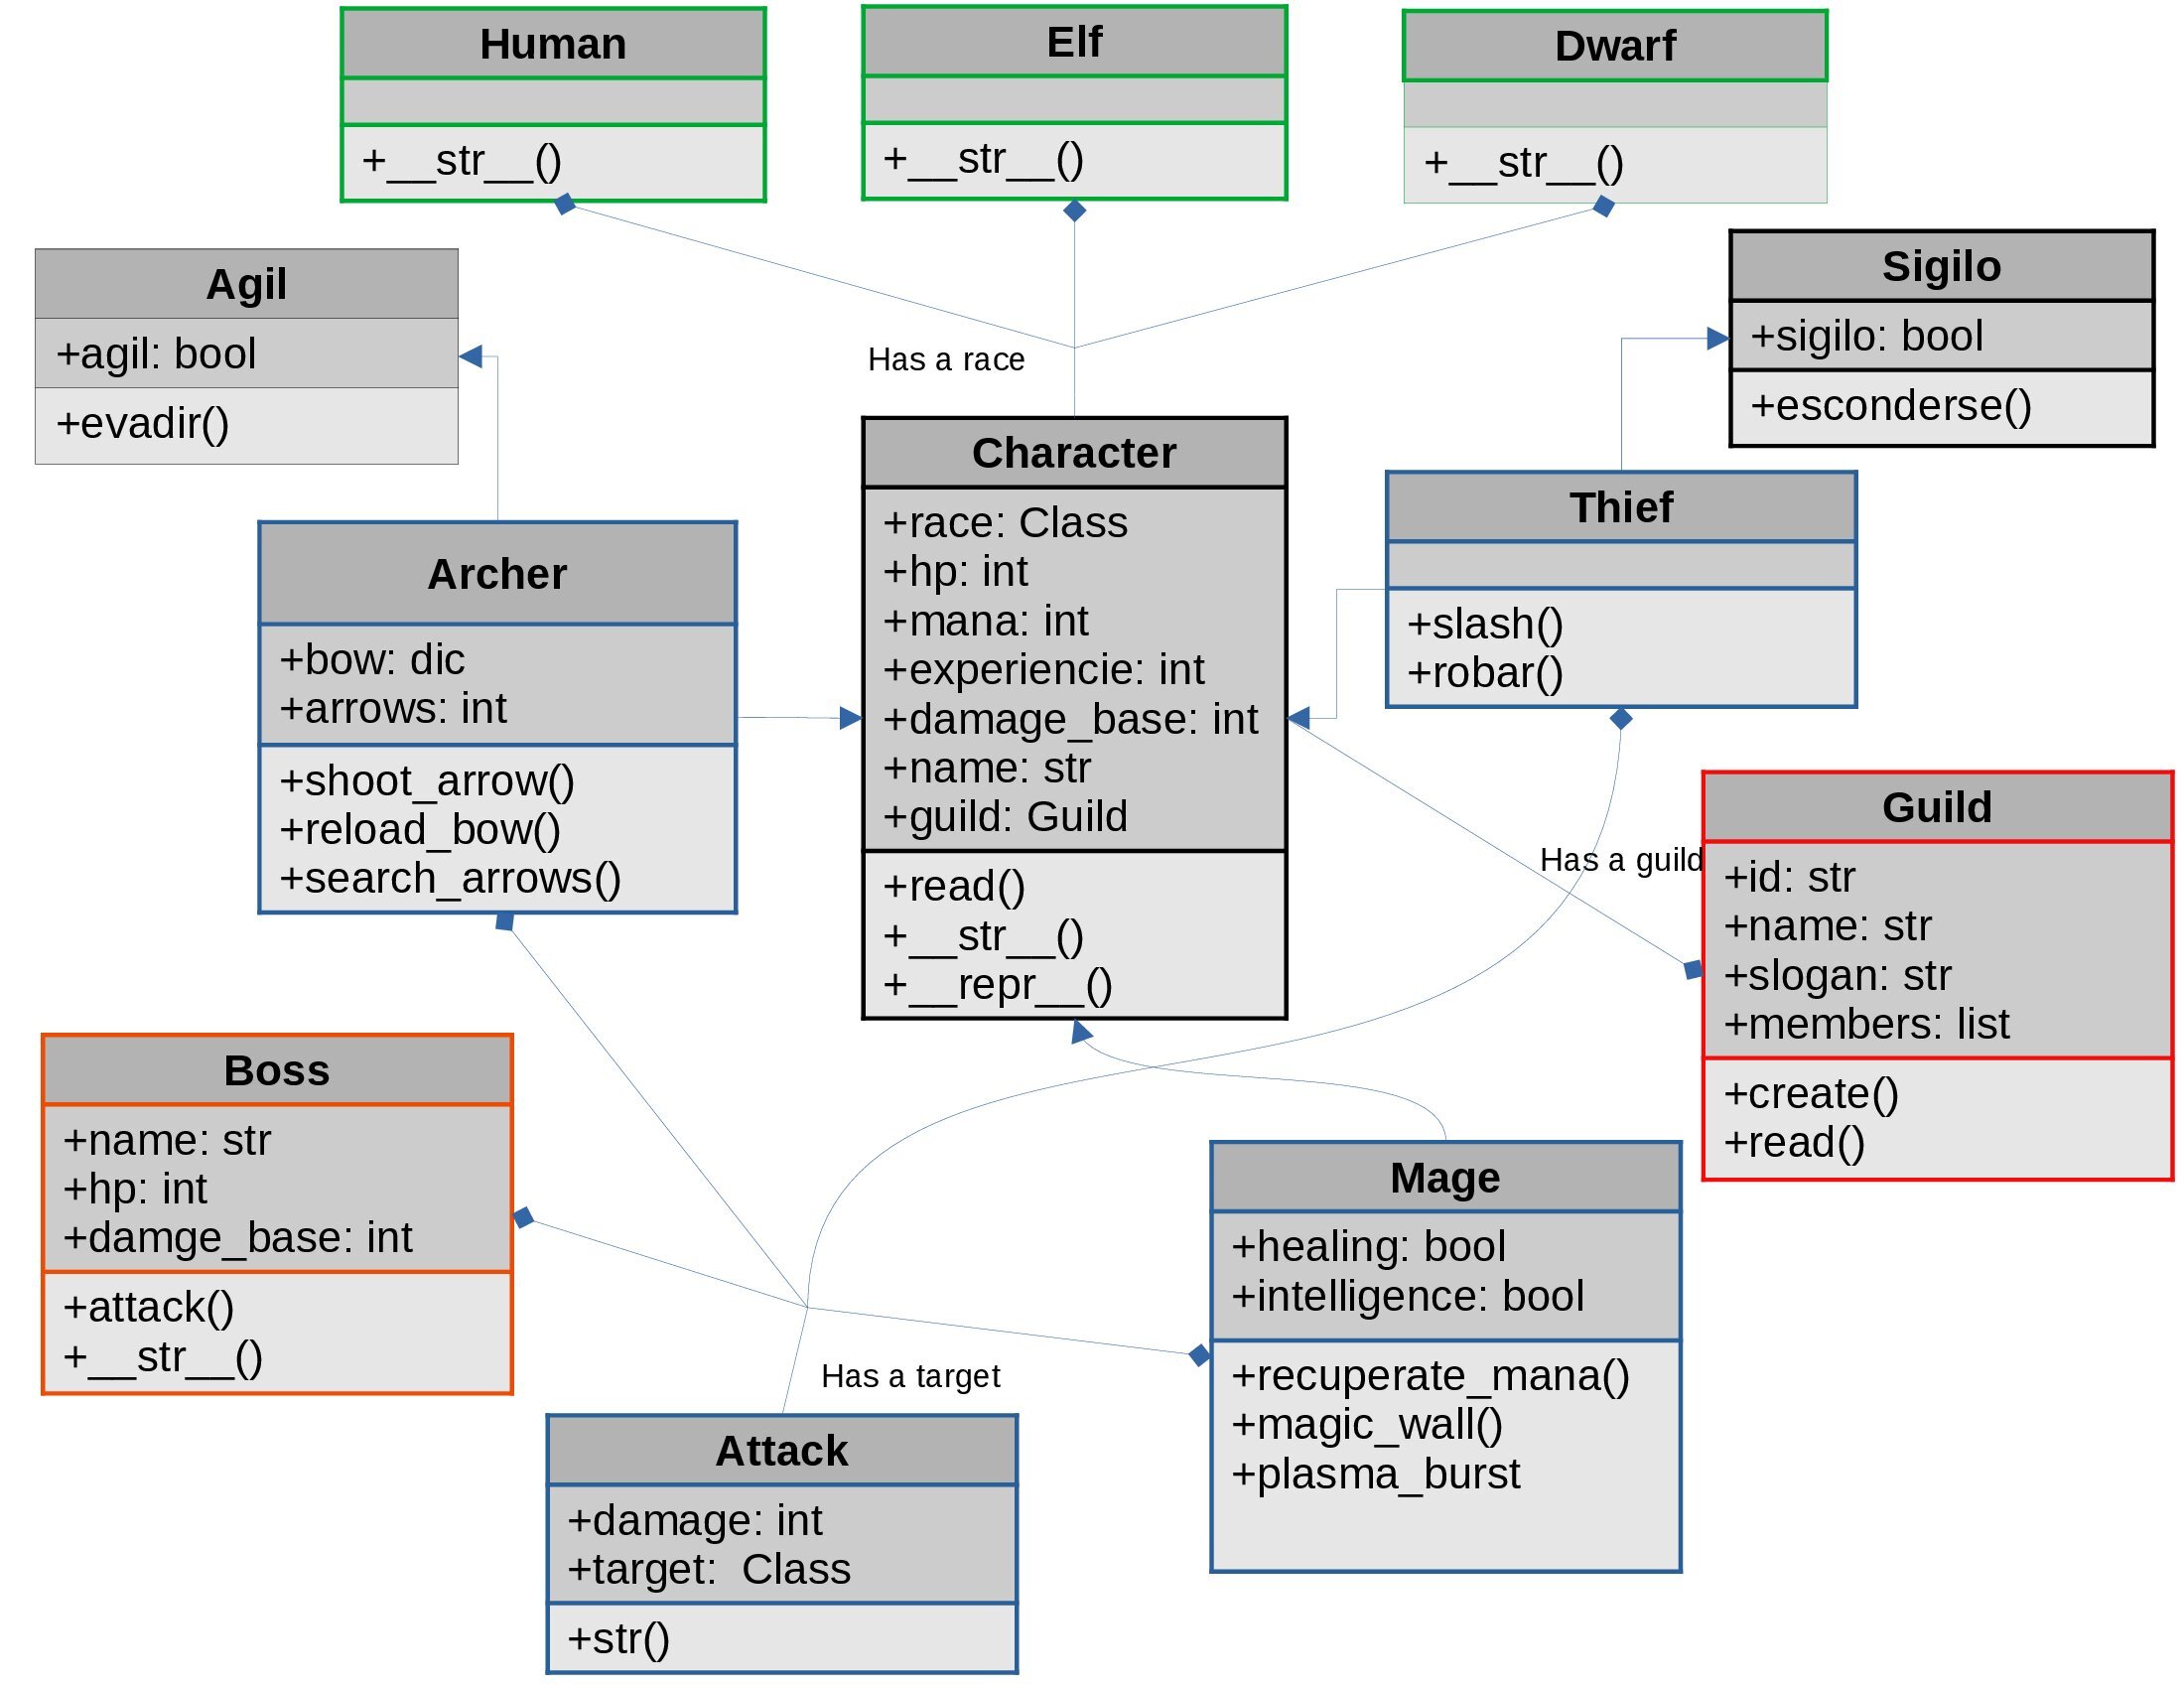 Human
+__str__()
Elf
+__str__()
Dwarf
+__str__()
Agil
+agil: bool
+evadir()
Sigilo
+sigilo: bool
+esconderse()
Has a race
Character
+race: Class
+hp: int
+mana: int
+experiencie: int
+damage_base: int
+name: str
+guild: Guild
+read()
+__str__()
+__repr__()
Thief
+slash()
+robar()
Archer
+bow: dic
+arrows: int
+shoot_arrow()
+reload_bow()
+search_arrows()
Has a guild
Guild
+id: str
+name: str
+slogan: str
+members: list
+create()
+read()
Boss
+name: str
+hp: int
+damge_base: int
+attack()
+__str__()
Mage
+healing: bool
+intelligence: bool
+recuperate_mana()
+magic_wall()
+plasma_burst
Has a target
Attack
+damage: int
+target:  Class
+str()